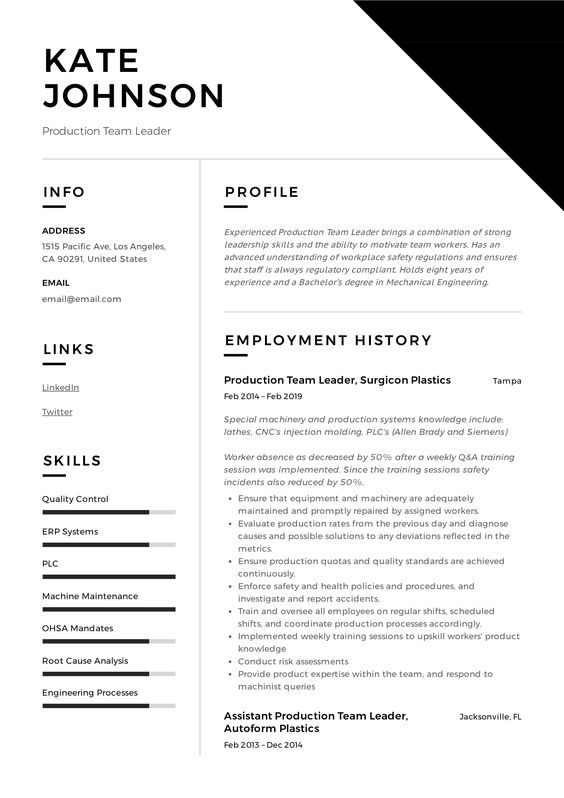 KATE
JOHNSON
Production Team Leader
INFO
ADDRESS
1515 Pacific Ave, Los Angeles,
CA 90291, United States
EMAIL
email@email.com
LINKS
LinkedIn
Twitter
SKILLS
Quality Control
ERP Systems
PLC
Machine Maintenance
OHSA Mandates
Root Cause Analysis
Engineering Processes
PROFILE
Experienced Production Team Leader brings a combination of strong
leadership skills and the ability to motivate team workers. Has an
advanced understanding of workplace safety regulations and ensures
that staff is always regulatory compliant. Holds eight years of
experience and a Bachelor's degree in Mechanical Engineering.
EMPLOYMENT HISTORY
Production Team Leader, Surgicon Plastics Tampa
Feb 2014 – Feb 2019
Special machinery and production systems knowledge include:
lathes, CNC's injection molding, PLC's (Allen Brady and Siemens)
Worker absence as decreased by 50% after a weekly Q&A training
session was implemented. Since the training sessions safety
incidents also reduced by 50%.
• Ensure that equipment and machinery are adequately
maintained and promptly repaired by assigned workers.
• Evaluate production rates from the previous day and diagnose
causes and possible solutions to any deviations reflected in the
metrics.
• Ensure production quotas and quality standards are achieved
continuously.
• Enforce safety and health policies and procedures, and
investigate and report accidents.
• Train and oversee all employees on regular shifts, scheduled
shifts, and coordinate production processes accordingly.
• Implemented weekly training sessions to upskill workers' product
knowledge
• Conduct risk assessments
• Provide product expertise within the team, and respond to
machinist queries
Assistant Production Team Leader, Jacksonville, FL
Autoform Plastics
Feb 2013 – Dec 2014